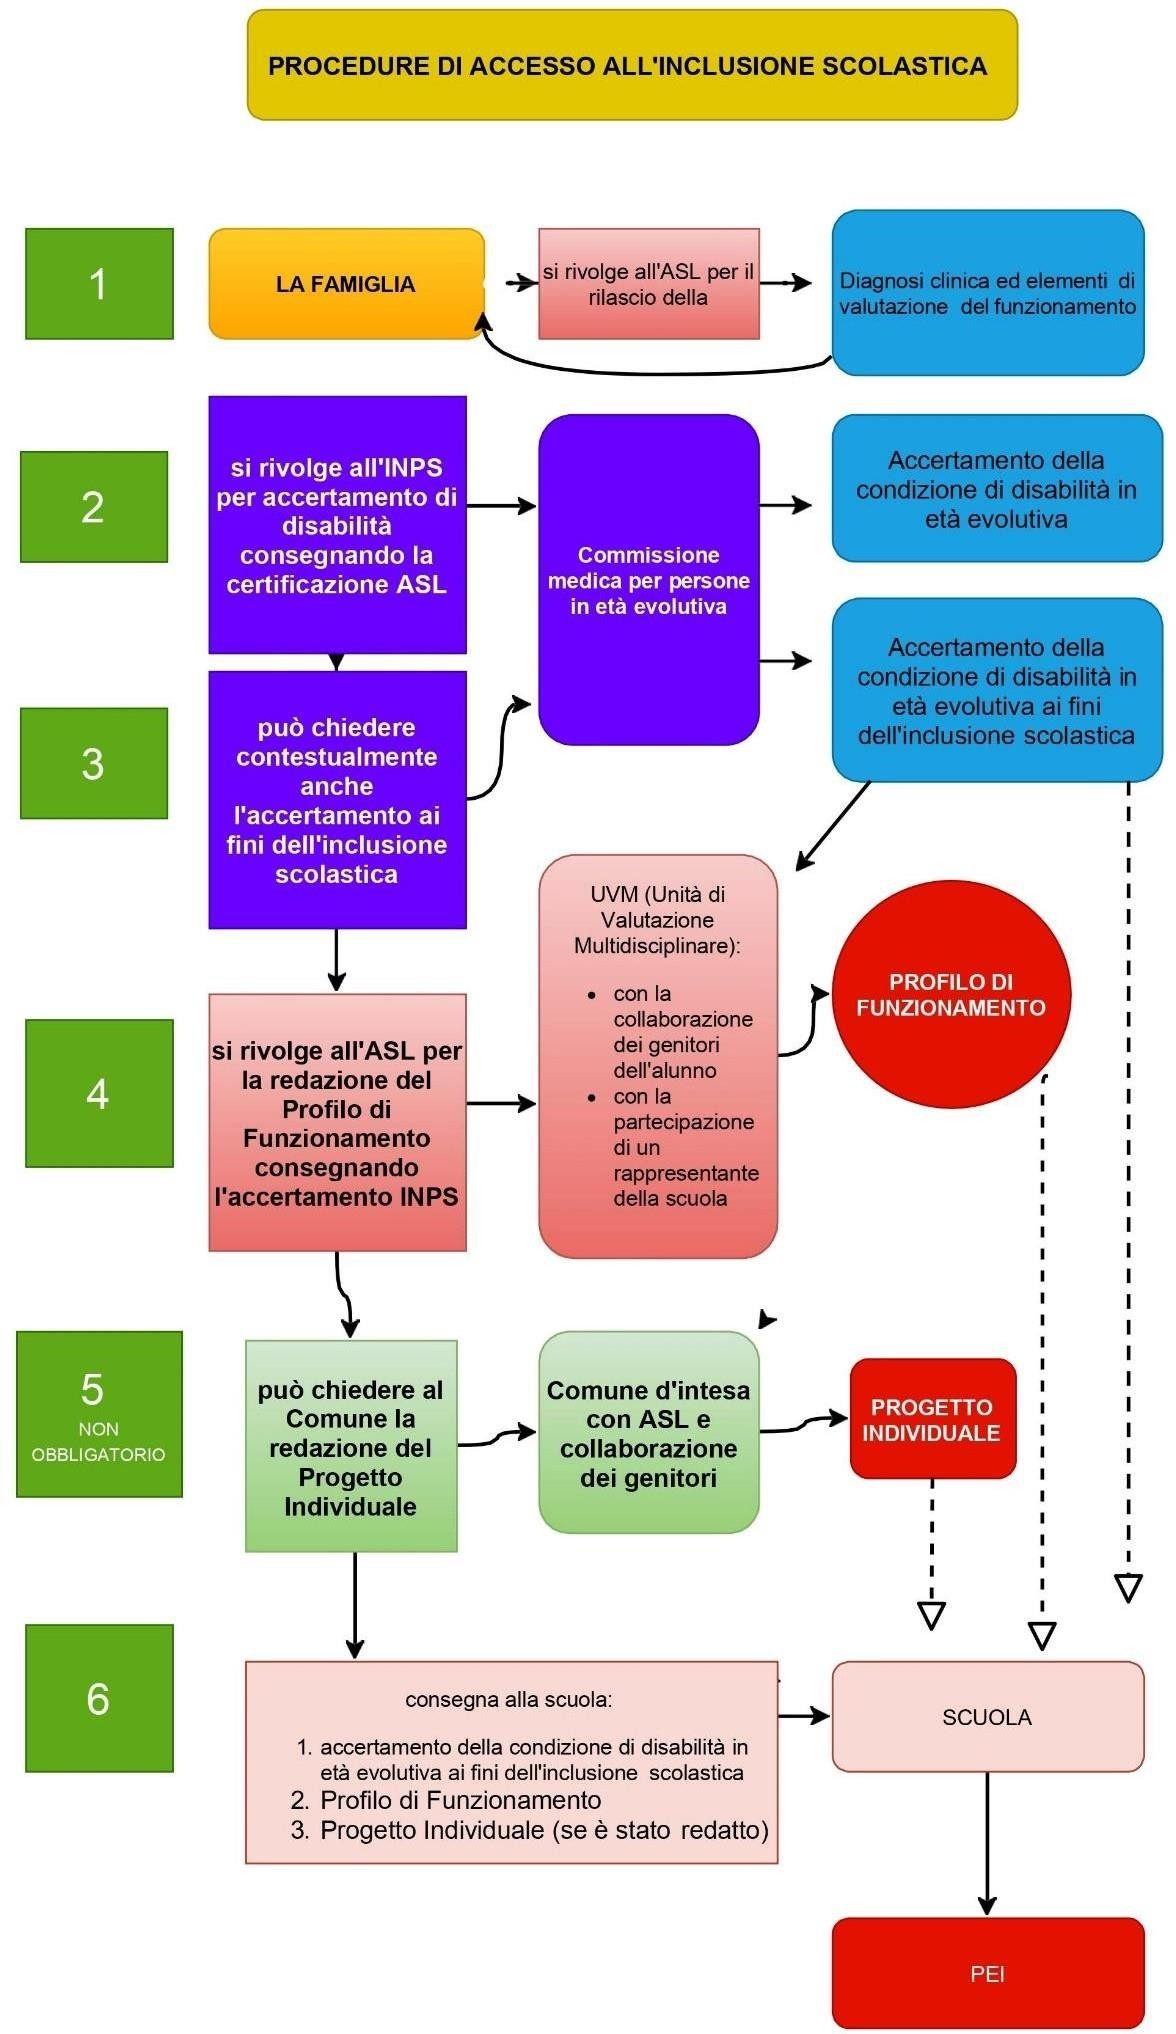 PROCEDURE DI ACCESSO ALL'INCLUSIONE SCOLASTICA
1
LA FAMIGLIA
si rivolge all'ASL per il
rilascio della
Diagnosi clinica ed elementi di
valutazione del funzionamento
2
si rivolge all'INPS
per accertamento di
disabilità
consegnando la
certificazione ASL
Commissione
medica per persone
in età evolutiva
Accertamento della
condizione di disabilità in
età evolutiva
Accertamento della
condizione di disabilità in
età evolutiva ai fini
dell'inclusione scolastica
3
può chiedere
contestualmente
anche
l'accertamento ai
fini dell'inclusione
scolastica
4
si rivolge all'ASL per
la redazione del
Profilo di
Funzionamento
consegnando
l'accertamento INPS
UVM (Unità di
Valutazione
Multidisciplinare):
• con la
collaborazione
dei genitori
dell'alunno
• con la
partecipazione
di un
rappresentante
della scuola
PROFILO DI
FUNZIONAMENTO
5
NON
OBBLIGATORIO
può chiedere al
Comune la
redazione del
Progetto
Individuale
Comune d'intesa
con ASL e
collaborazione
dei genitori
PROGETTO
INDIVIDUALE
6
consegna alla scuola:
1. accertamento della condizione di disabilità in
età evolutiva ai fini dell'inclusione scolastica
2. Profilo di Funzionamento
3. Progetto Individuale (se è stato redatto)
SCUOLA
PEI